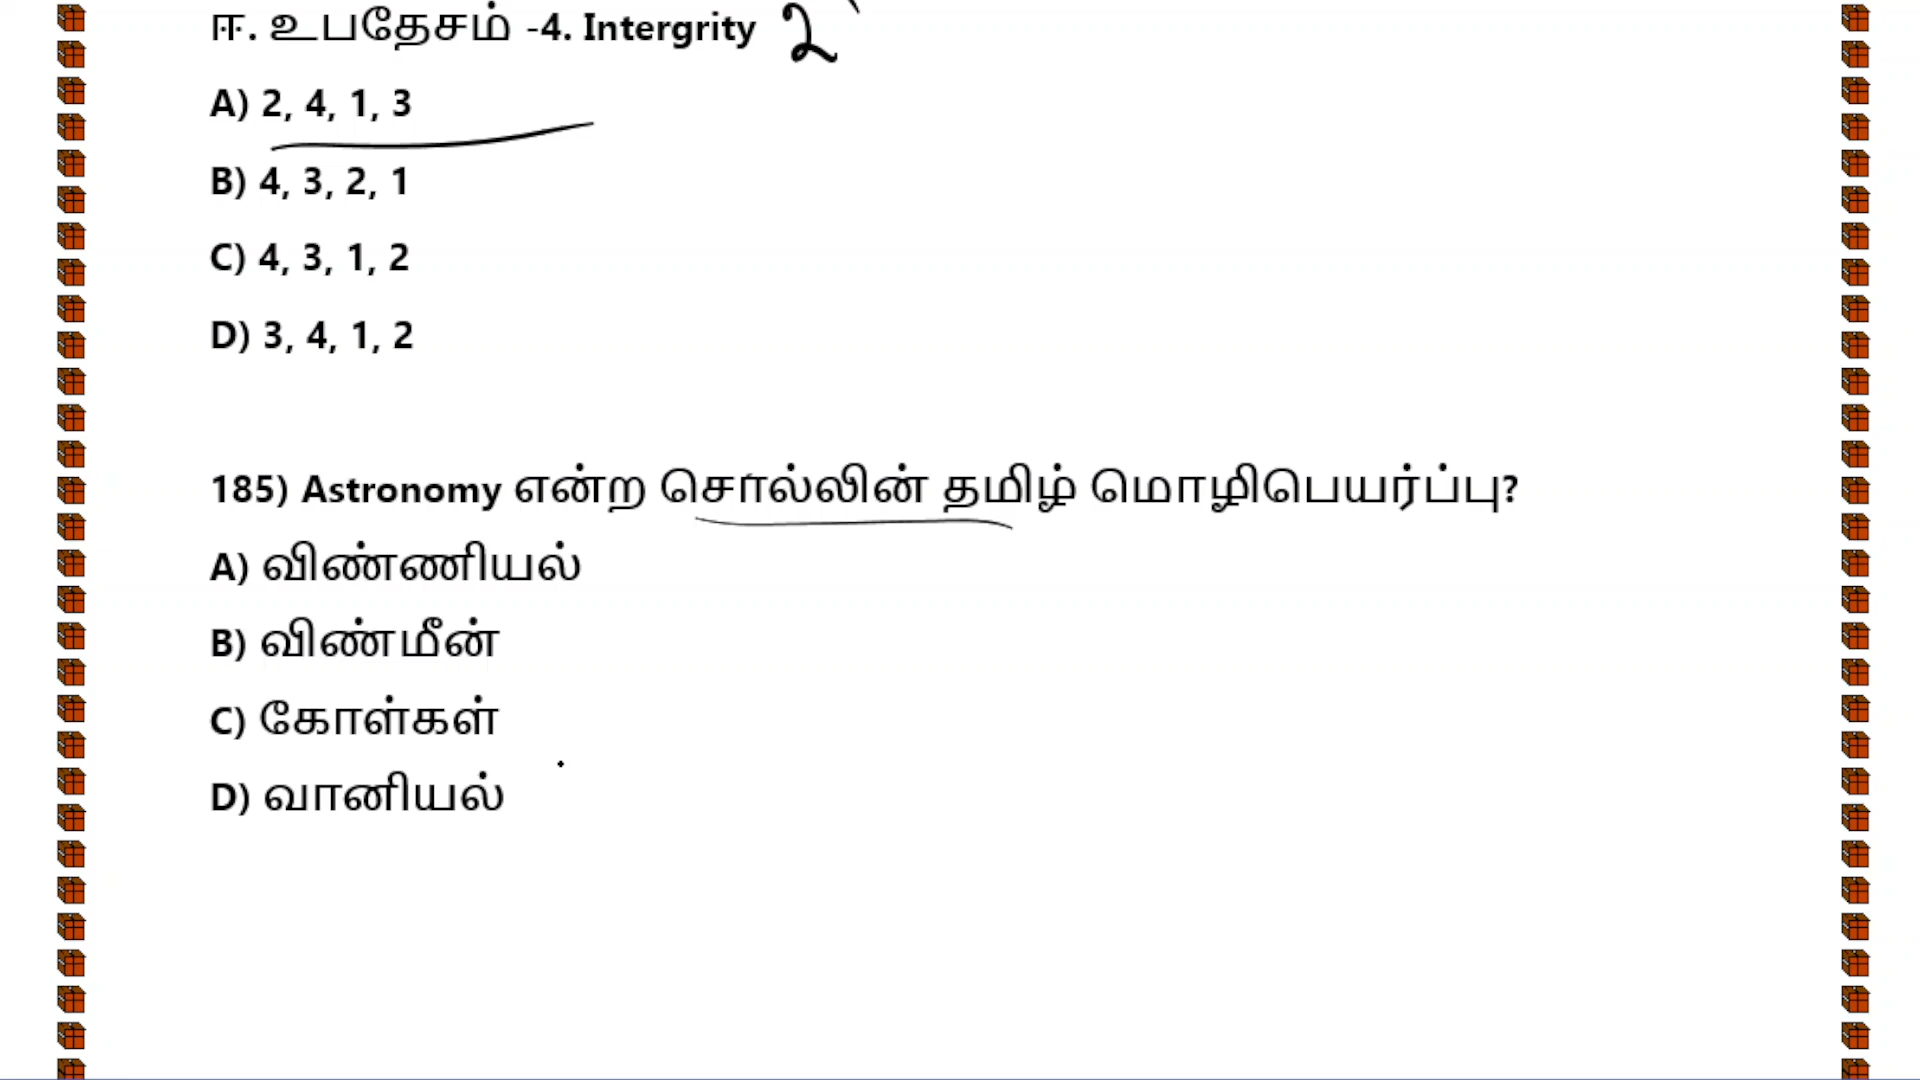 ஈ. உபதேசம் -4. Intergrity 2
A) 2, 4, 1, 3
B) 4, 3, 2, 1
C) 4, 3, 1, 2
D) 3, 4, 1, 2
185) Astronomy என்ற சொல்லின் தமிழ் மொழிபெயர்ப்பு?
A) விண்ணியல்
B) விண்மீன்
C) கோள்கள்
D) வானியல்